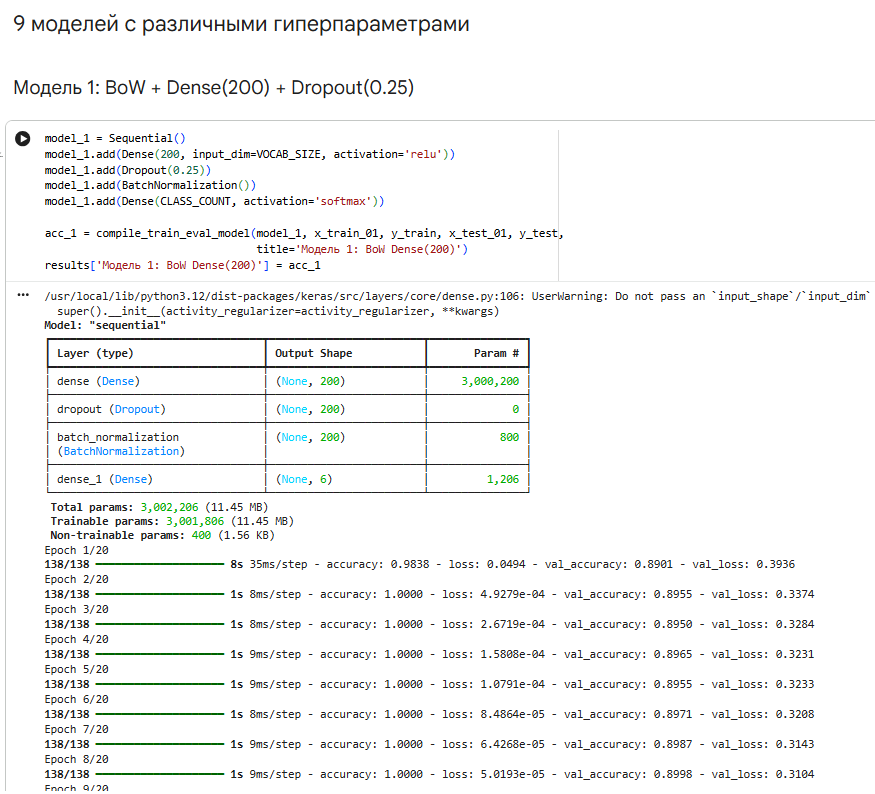 9 моделей с различными гиперпараметрами
Модель 1: BoW + Dense(200) + Dropout(0.25)
model_1 = Sequential()
model_1.add(Dense(200, input_dim=VOCAB_SIZE, activation='relu'))
model_1.add(Dropout(0.25))
model_1.add(BatchNormalization())
model_1.add(Dense(CLASS_COUNT, activation='softmax'))
acc_1 = compile_train_eval_model(model_1, x_train_01, y_train, x_test_01, y_test,
title='Модель 1: BoW Dense(200)')
results['Модель 1: BoW Dense(200)'] = acc_1
/usr/local/lib/python3.12/dist-packages/keras/src/layers/core/dense.py:106: UserWarning: Do not pass an `input_shape`/`input_dim`
super().__init__(activity_regularizer=activity_regularizer, **kwargs)
Model: "sequential"
Layer (type) Output Shape Param #
dense (Dense) (None, 200) 3,000,200
dropout (Dropout) (None, 200) 0
batch_normalization (None, 200) 800
(BatchNormalization)
dense_1 (Dense) (None, 6) 1,206
Total params: 3,002,206 (11.45 MB)
Trainable params: 3,001,806 (11.45 MB)
Non-trainable params: 400 (1.56 KB)
Epoch 1/20
138/138 8s 35ms/step - accuracy: 0.9838 - loss: 0.0494 - val_accuracy: 0.8901 - val_loss: 0.3936
Epoch 2/20
138/138 1s 8ms/step - accuracy: 1.0000 - loss: 4.9279e-04 - val_accuracy: 0.8955 - val_loss: 0.3374
Epoch 3/20
138/138 1s 8ms/step - accuracy: 1.0000 - loss: 2.6719e-04 - val_accuracy: 0.8950 - val_loss: 0.3284
Epoch 4/20
138/138 1s 9ms/step - accuracy: 1.0000 - loss: 1.5808e-04 - val_accuracy: 0.8965 - val_loss: 0.3231
Epoch 5/20
138/138 1s 9ms/step - accuracy: 1.0000 - loss: 1.0791e-04 - val_accuracy: 0.8955 - val_loss: 0.3233
Epoch 6/20
138/138 1s 8ms/step - accuracy: 1.0000 - loss: 8.4864e-05 - val_accuracy: 0.8971 - val_loss: 0.3208
Epoch 7/20
138/138 1s 9ms/step - accuracy: 1.0000 - loss: 6.4268e-05 - val_accuracy: 0.8987 - val_loss: 0.3143
Epoch 8/20
138/138 1s 9ms/step - accuracy: 1.0000 - loss: 5.0193e-05 - val_accuracy: 0.8998 - val_loss: 0.3104
Epoch 9/20